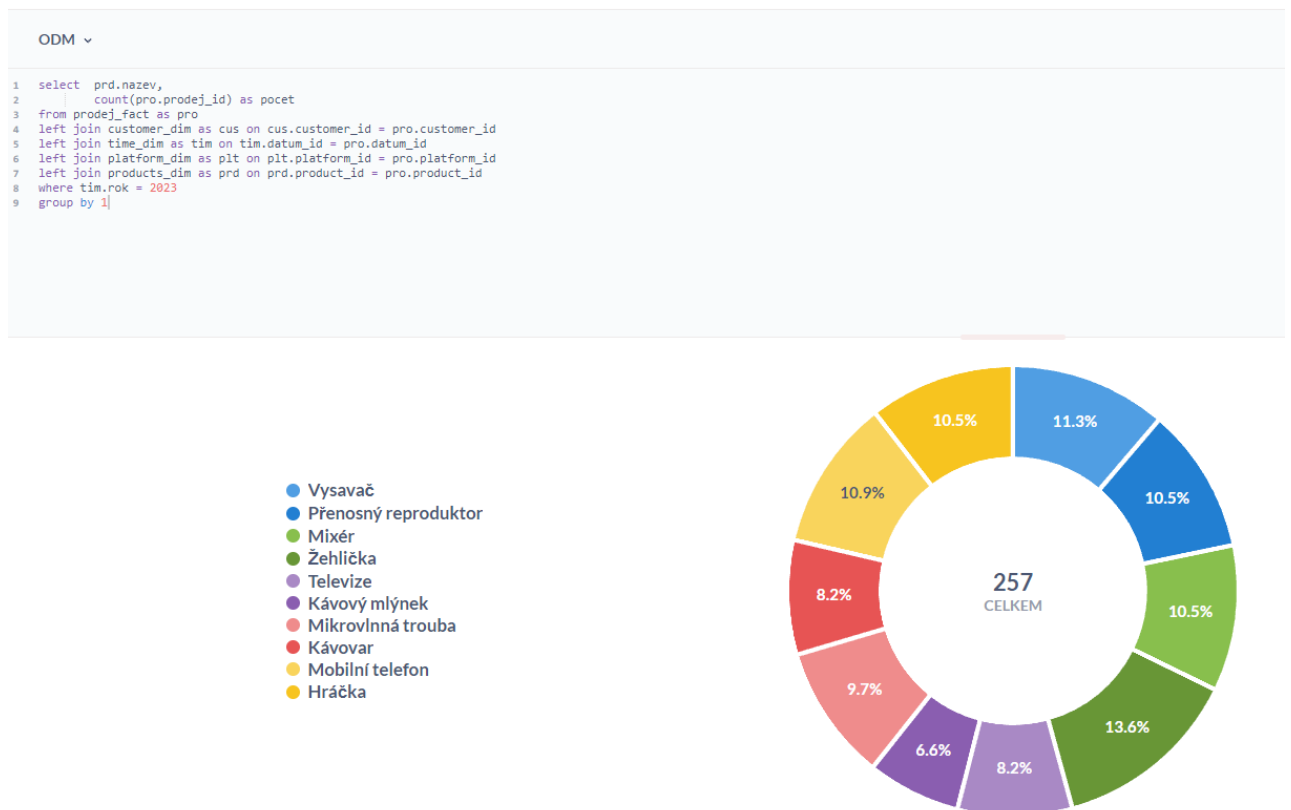 ODM
1 select prd.nazev,
2 count(pro.prodej_id) as pocet
3 from prodej_fact as pro
4 left join customer_dim as cus on cus.customer_id = pro.customer_id
5 left join time_dim as tim on tim.datum_id = pro.datum_id
6 left join platform_dim as plt on plt.platform_id = pro.platform_id
7 left join products_dim as prd on prd.product_id = pro.product_id
8 where tim.rok = 2023
9 group by 1
Vysavač
Přenosný reproduktor
Mixér
Žehlička
Televize
Kávový mlýnek
Mikrovlnná trouba
Kávovar
Mobilní telefon
Hráčka
11.3%
10.5%
10.5%
13.6%
8.2%
6.6%
9.7%
8.2%
10.9%
10.5%
257
CELKEM